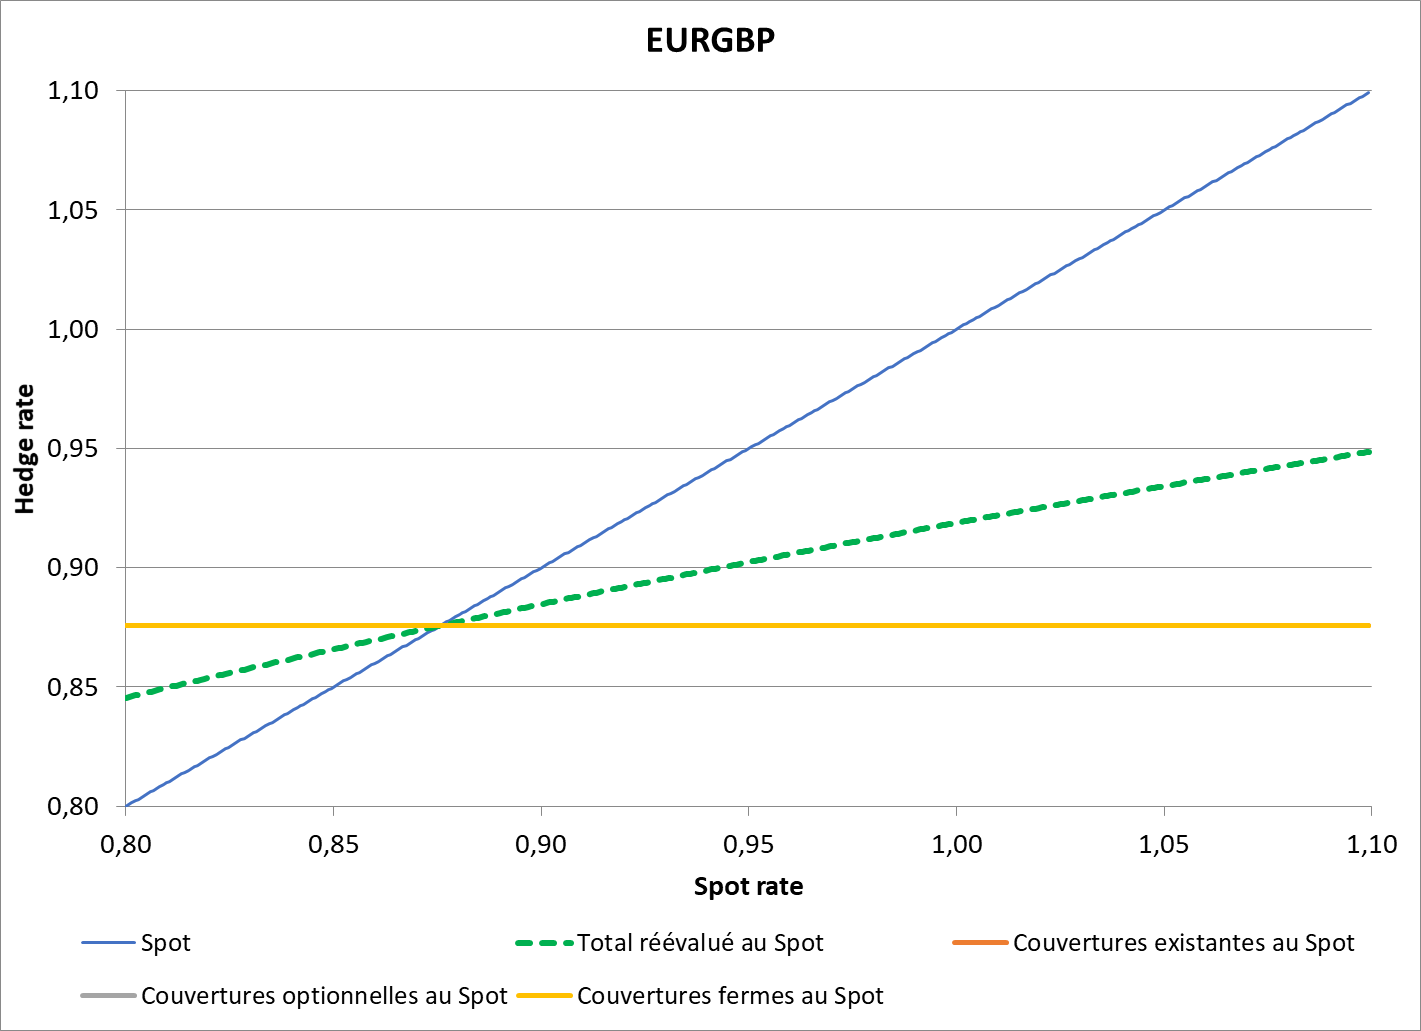 EURGBP
1,10
1,05
1,00
0,95
0,90
0,85
0,80
Hedge rate
0,80 0,85 0,90 0,95 1,00 1,05 1,10
Spot rate
Spot Total réévalué au Spot Couvertures existantes au Spot
Couvertures optionnelles au Spot Couvertures fermes au Spot